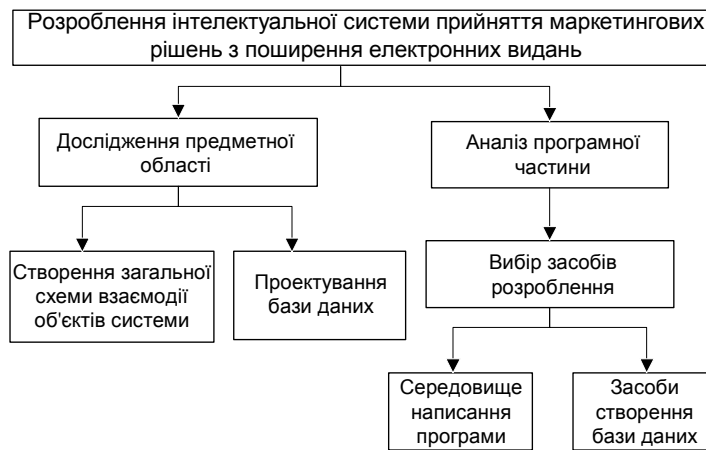 Розроблення інтелектуальної системи прийняття маркетингових
рішень з поширення електронних видань
Дослідження предметної
області
Аналіз програмної
частини
Створення загальної
схеми взаємодії
об'єктів системи
Проектування
бази даних
Вибір засобів
розроблення
Середовище
написання
програми
Засоби
створення
бази даних